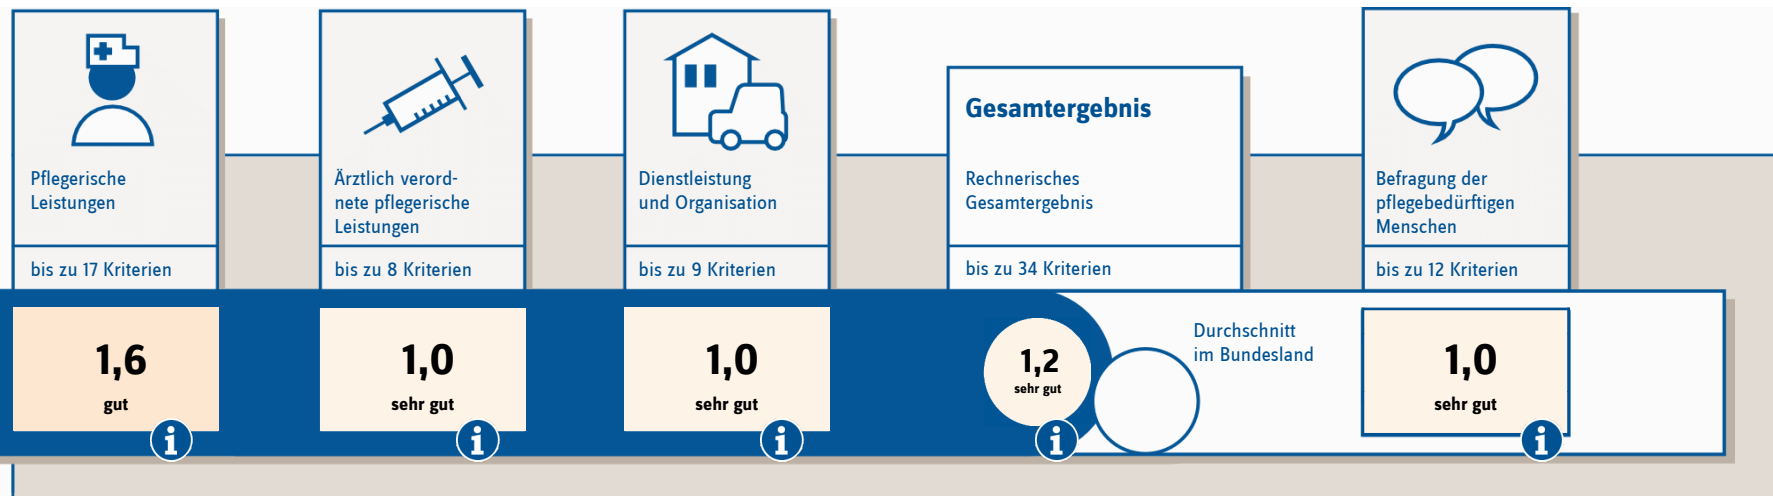 Pflegerische
Leistungen
bis zu 17 Kriterien
1,6
gut
Ärztlich verord-
nete pflegerische
Leistungen
bis zu 8 Kriterien
1,0
sehr gut
Dienstleistung
und Organisation
bis zu 9 Kriterien
1,0
sehr gut
Gesamtergebnis
Rechnerisches
Gesamtergebnis
bis zu 34 Kriterien
1,2
sehr gut
Durchschnitt
im Bundesland
Befragung der
pflegebedürftigen
Menschen
bis zu 12 Kriterien
1,0
sehr gut